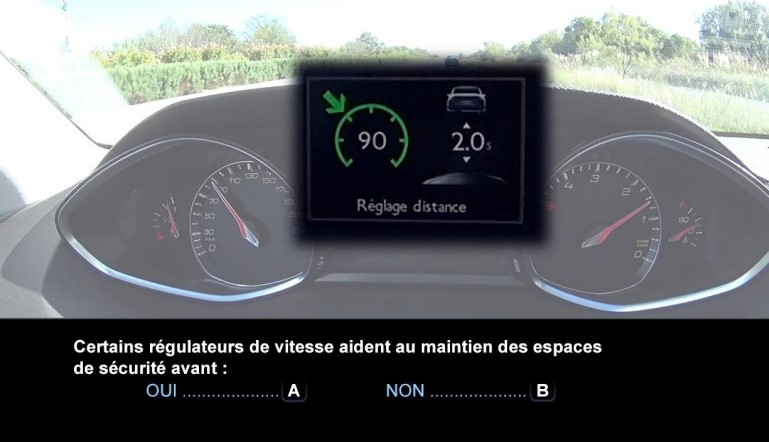 90
2.0s
Réglage distance
Certains régulateurs de vitesse aident au maintien des espaces
de sécurité avant :
OUI .................... A NON .................... B